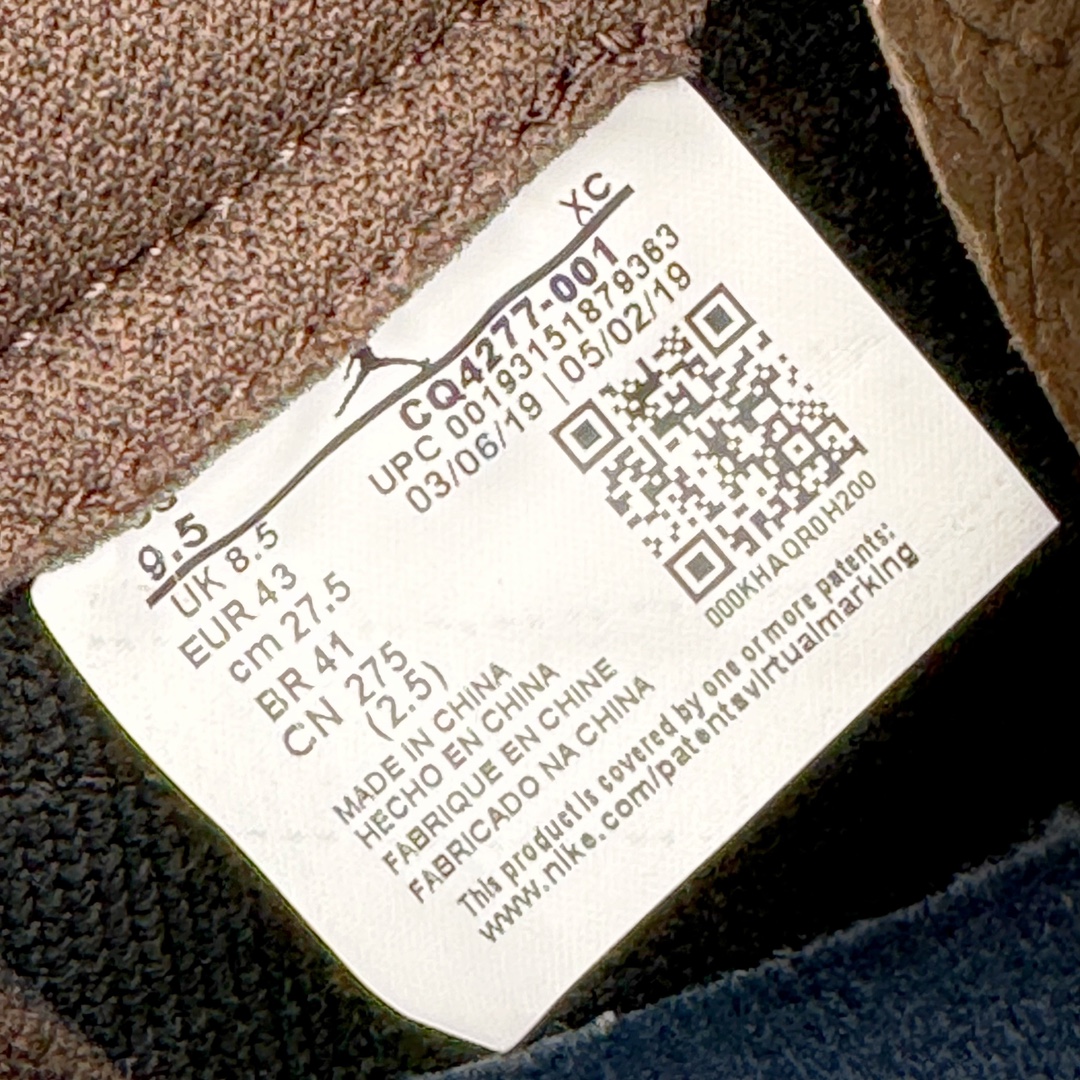 XC
CQ4277-001
UPC 00193151879363
03/06/19 | 05/02/19
000KHAQR0H200
9.5
UK 8.5
EUR 43
cm 27.5
BR 41
CN 275
(2.5)
MADE IN CHINA
HECHO EN CHINA
FABRIQUE EN CHINE
FABRICADO NA CHINA
This product is covered by one or more patents:
www.nike.com/patentsvirtualmarking